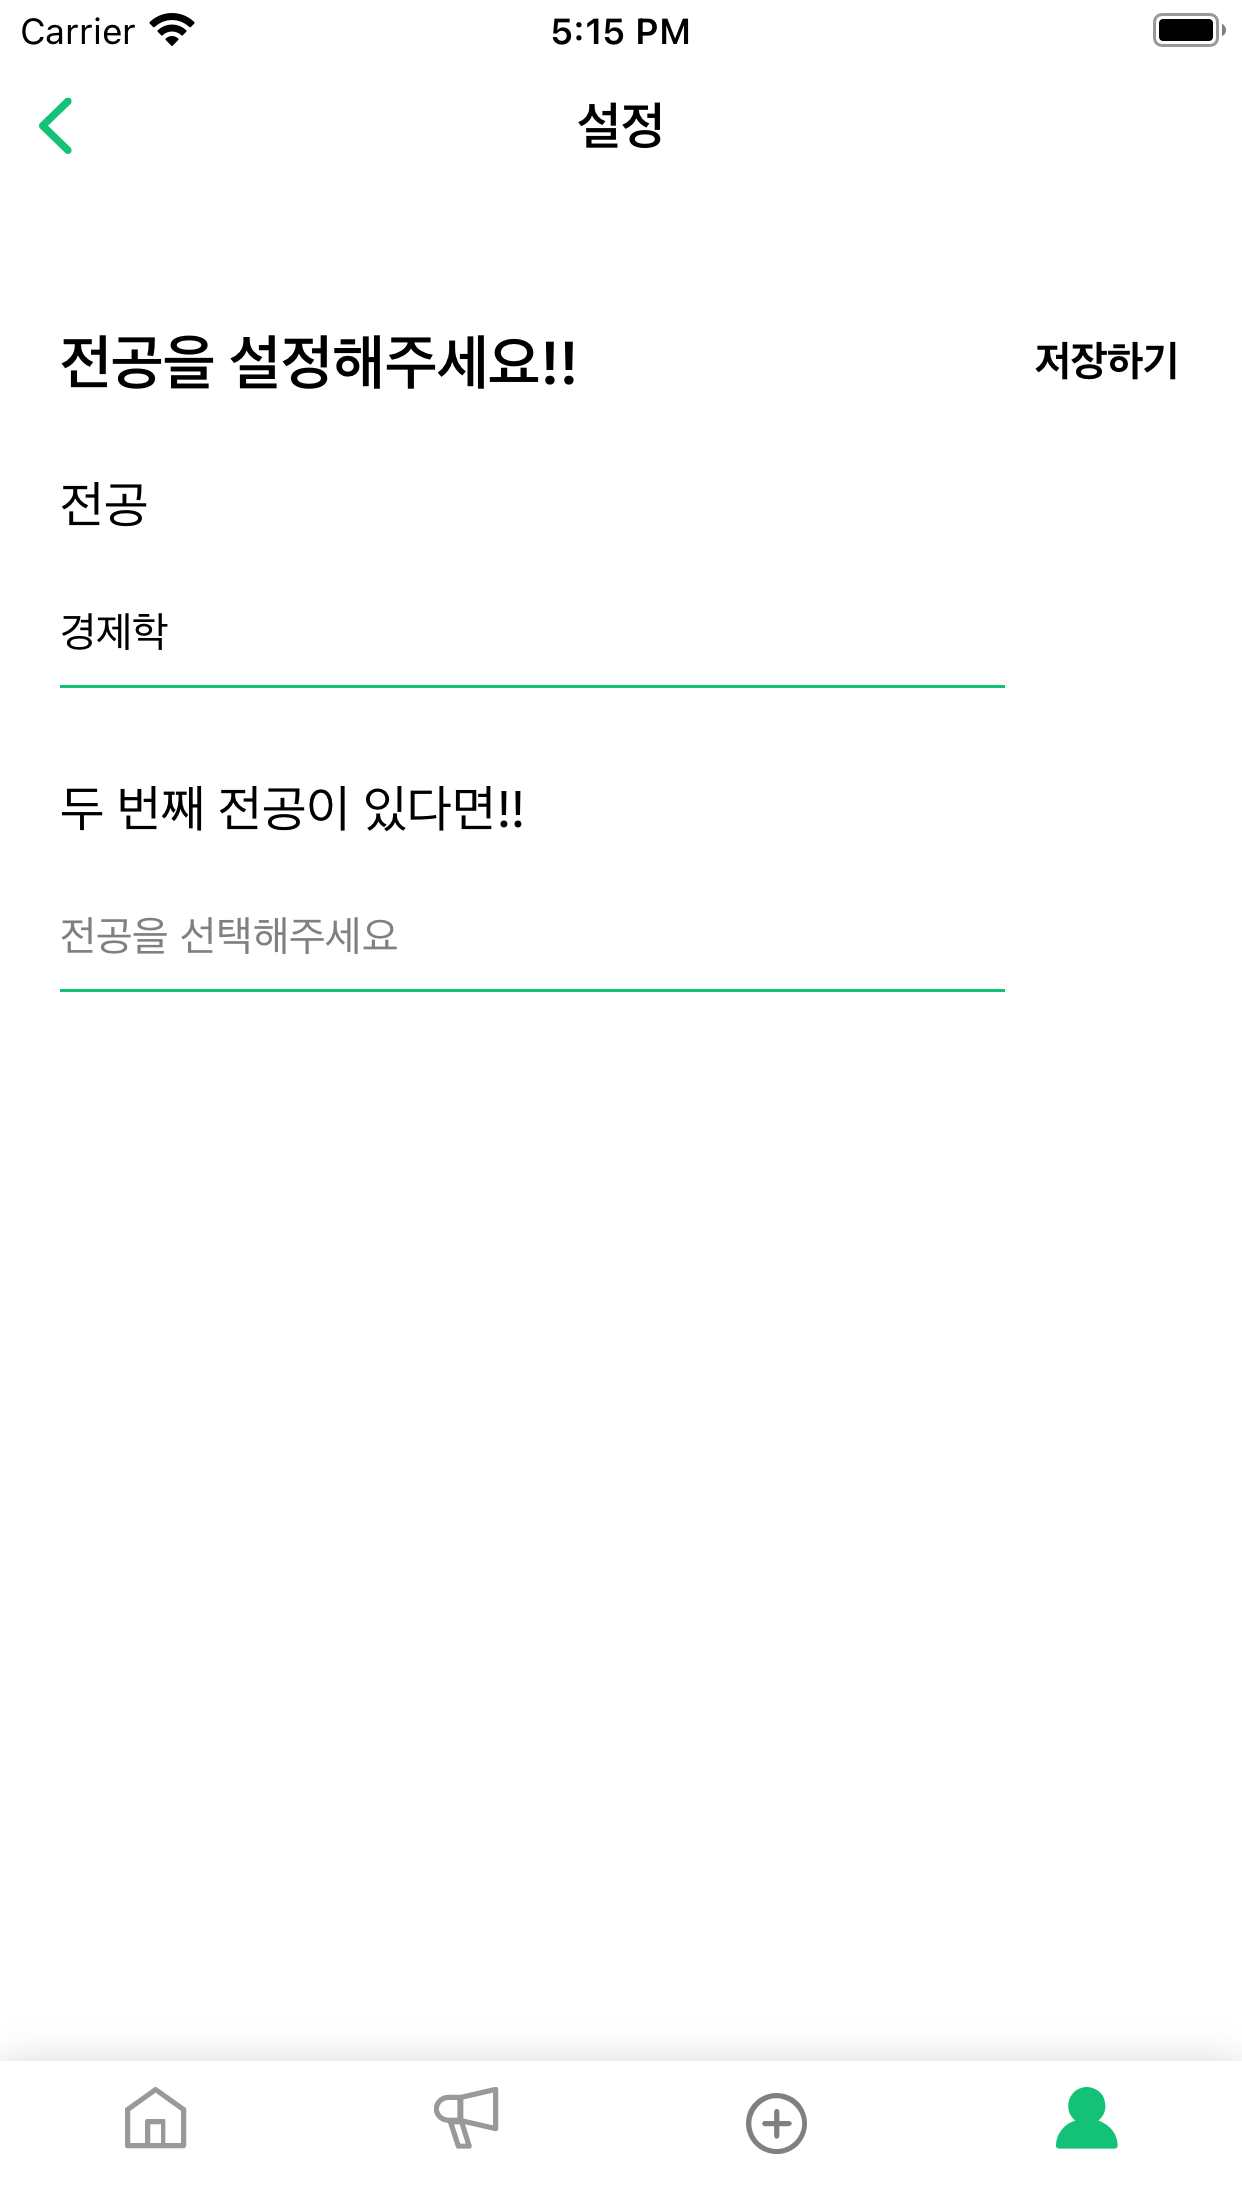 Carrier 5:15 PM
설정
전공을 설정해주세요!! 저장하기
전공
경제학
두 번째 전공이 있다면!!
전공을 선택해주세요